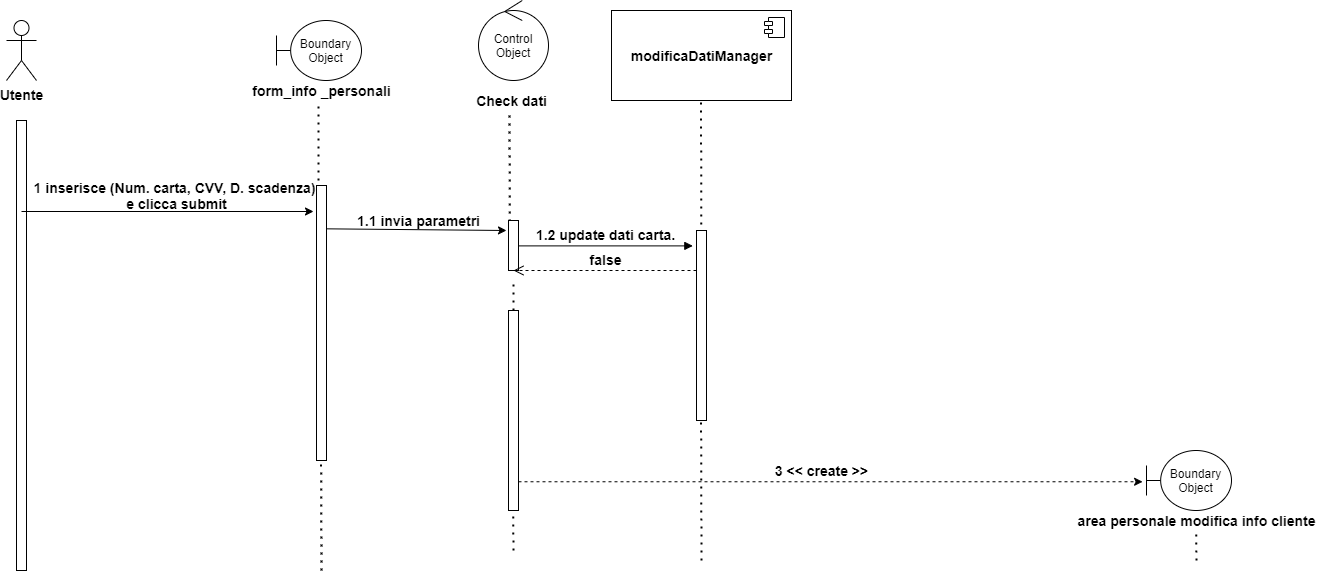 Boundary
Object
Control
Object
modificaDatiManager
Utente
form_info _personali
Check dati
1 inserisce (Num. carta, CVV, D. scadenza)
e clicca submit
1.1 invia parametri
1.2 update dati carta.
false
3 << create >>
Boundary
Object
area personale modifica info cliente